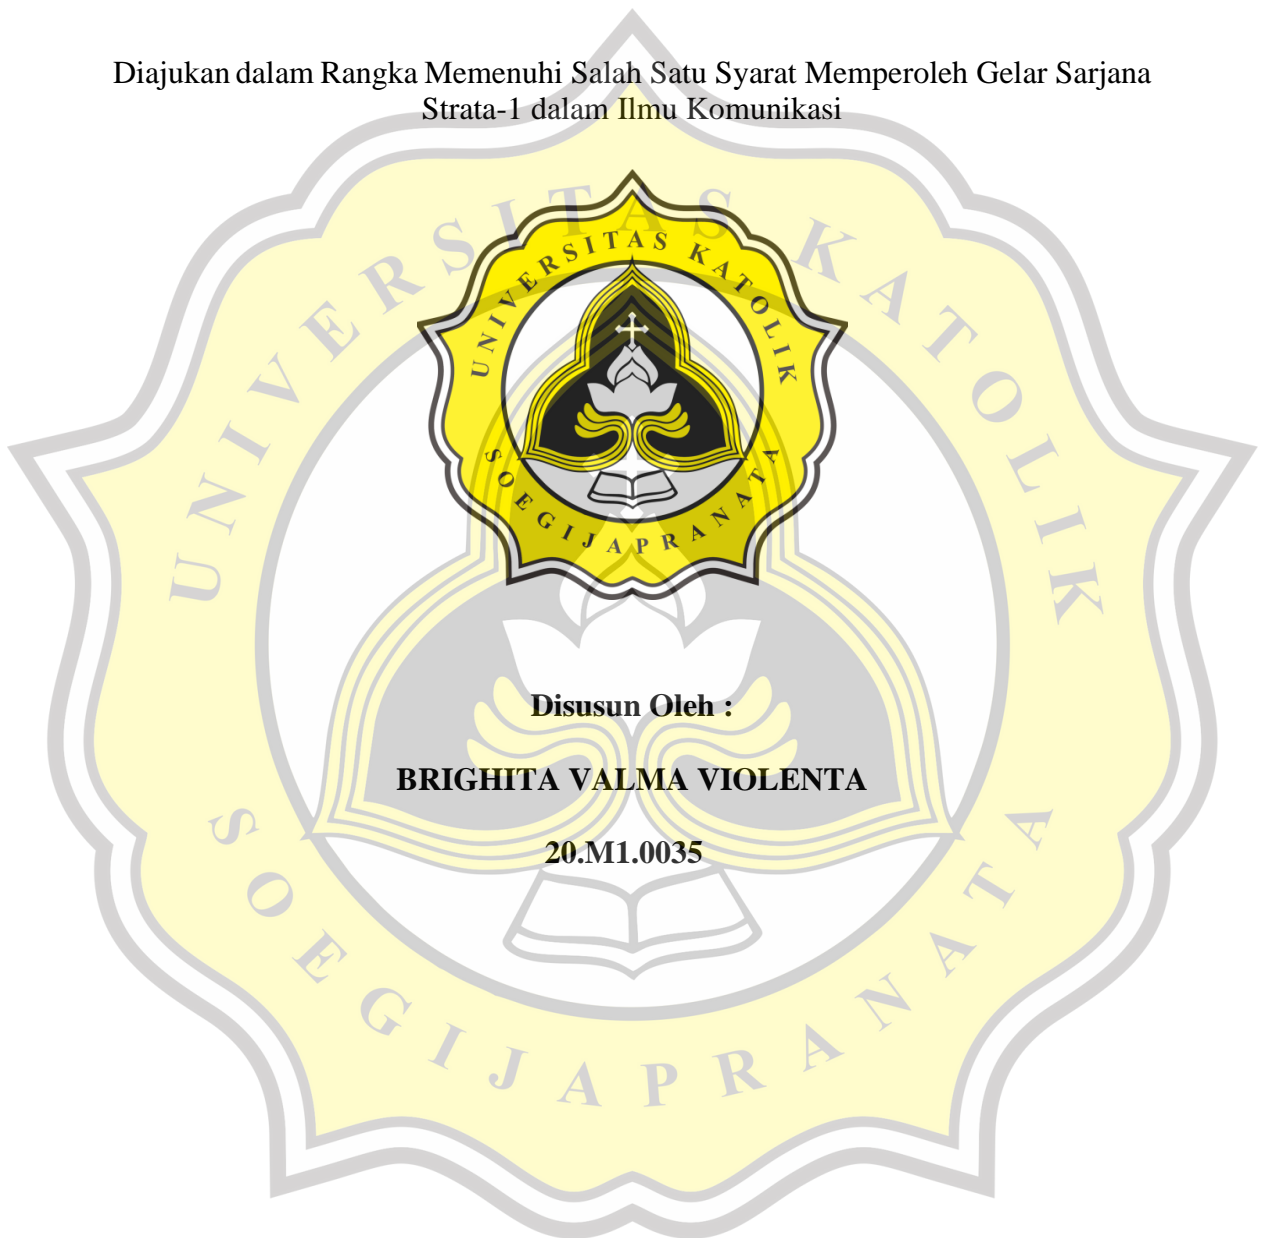 Diajukan dalam Rangka Memenuhi Salah Satu Syarat Memperoleh Gelar Sarjana
Strata-1 dalam Ilmu Komunikasi
UNIVERSITAS KATOLIK
SOEGIJAPRANATA
UNIVERSITAS KATOLIK
SOEGIJAPRANATA
Disusun Oleh :
BRIGHITA VALMA VIOLENTA
20.M1.0035